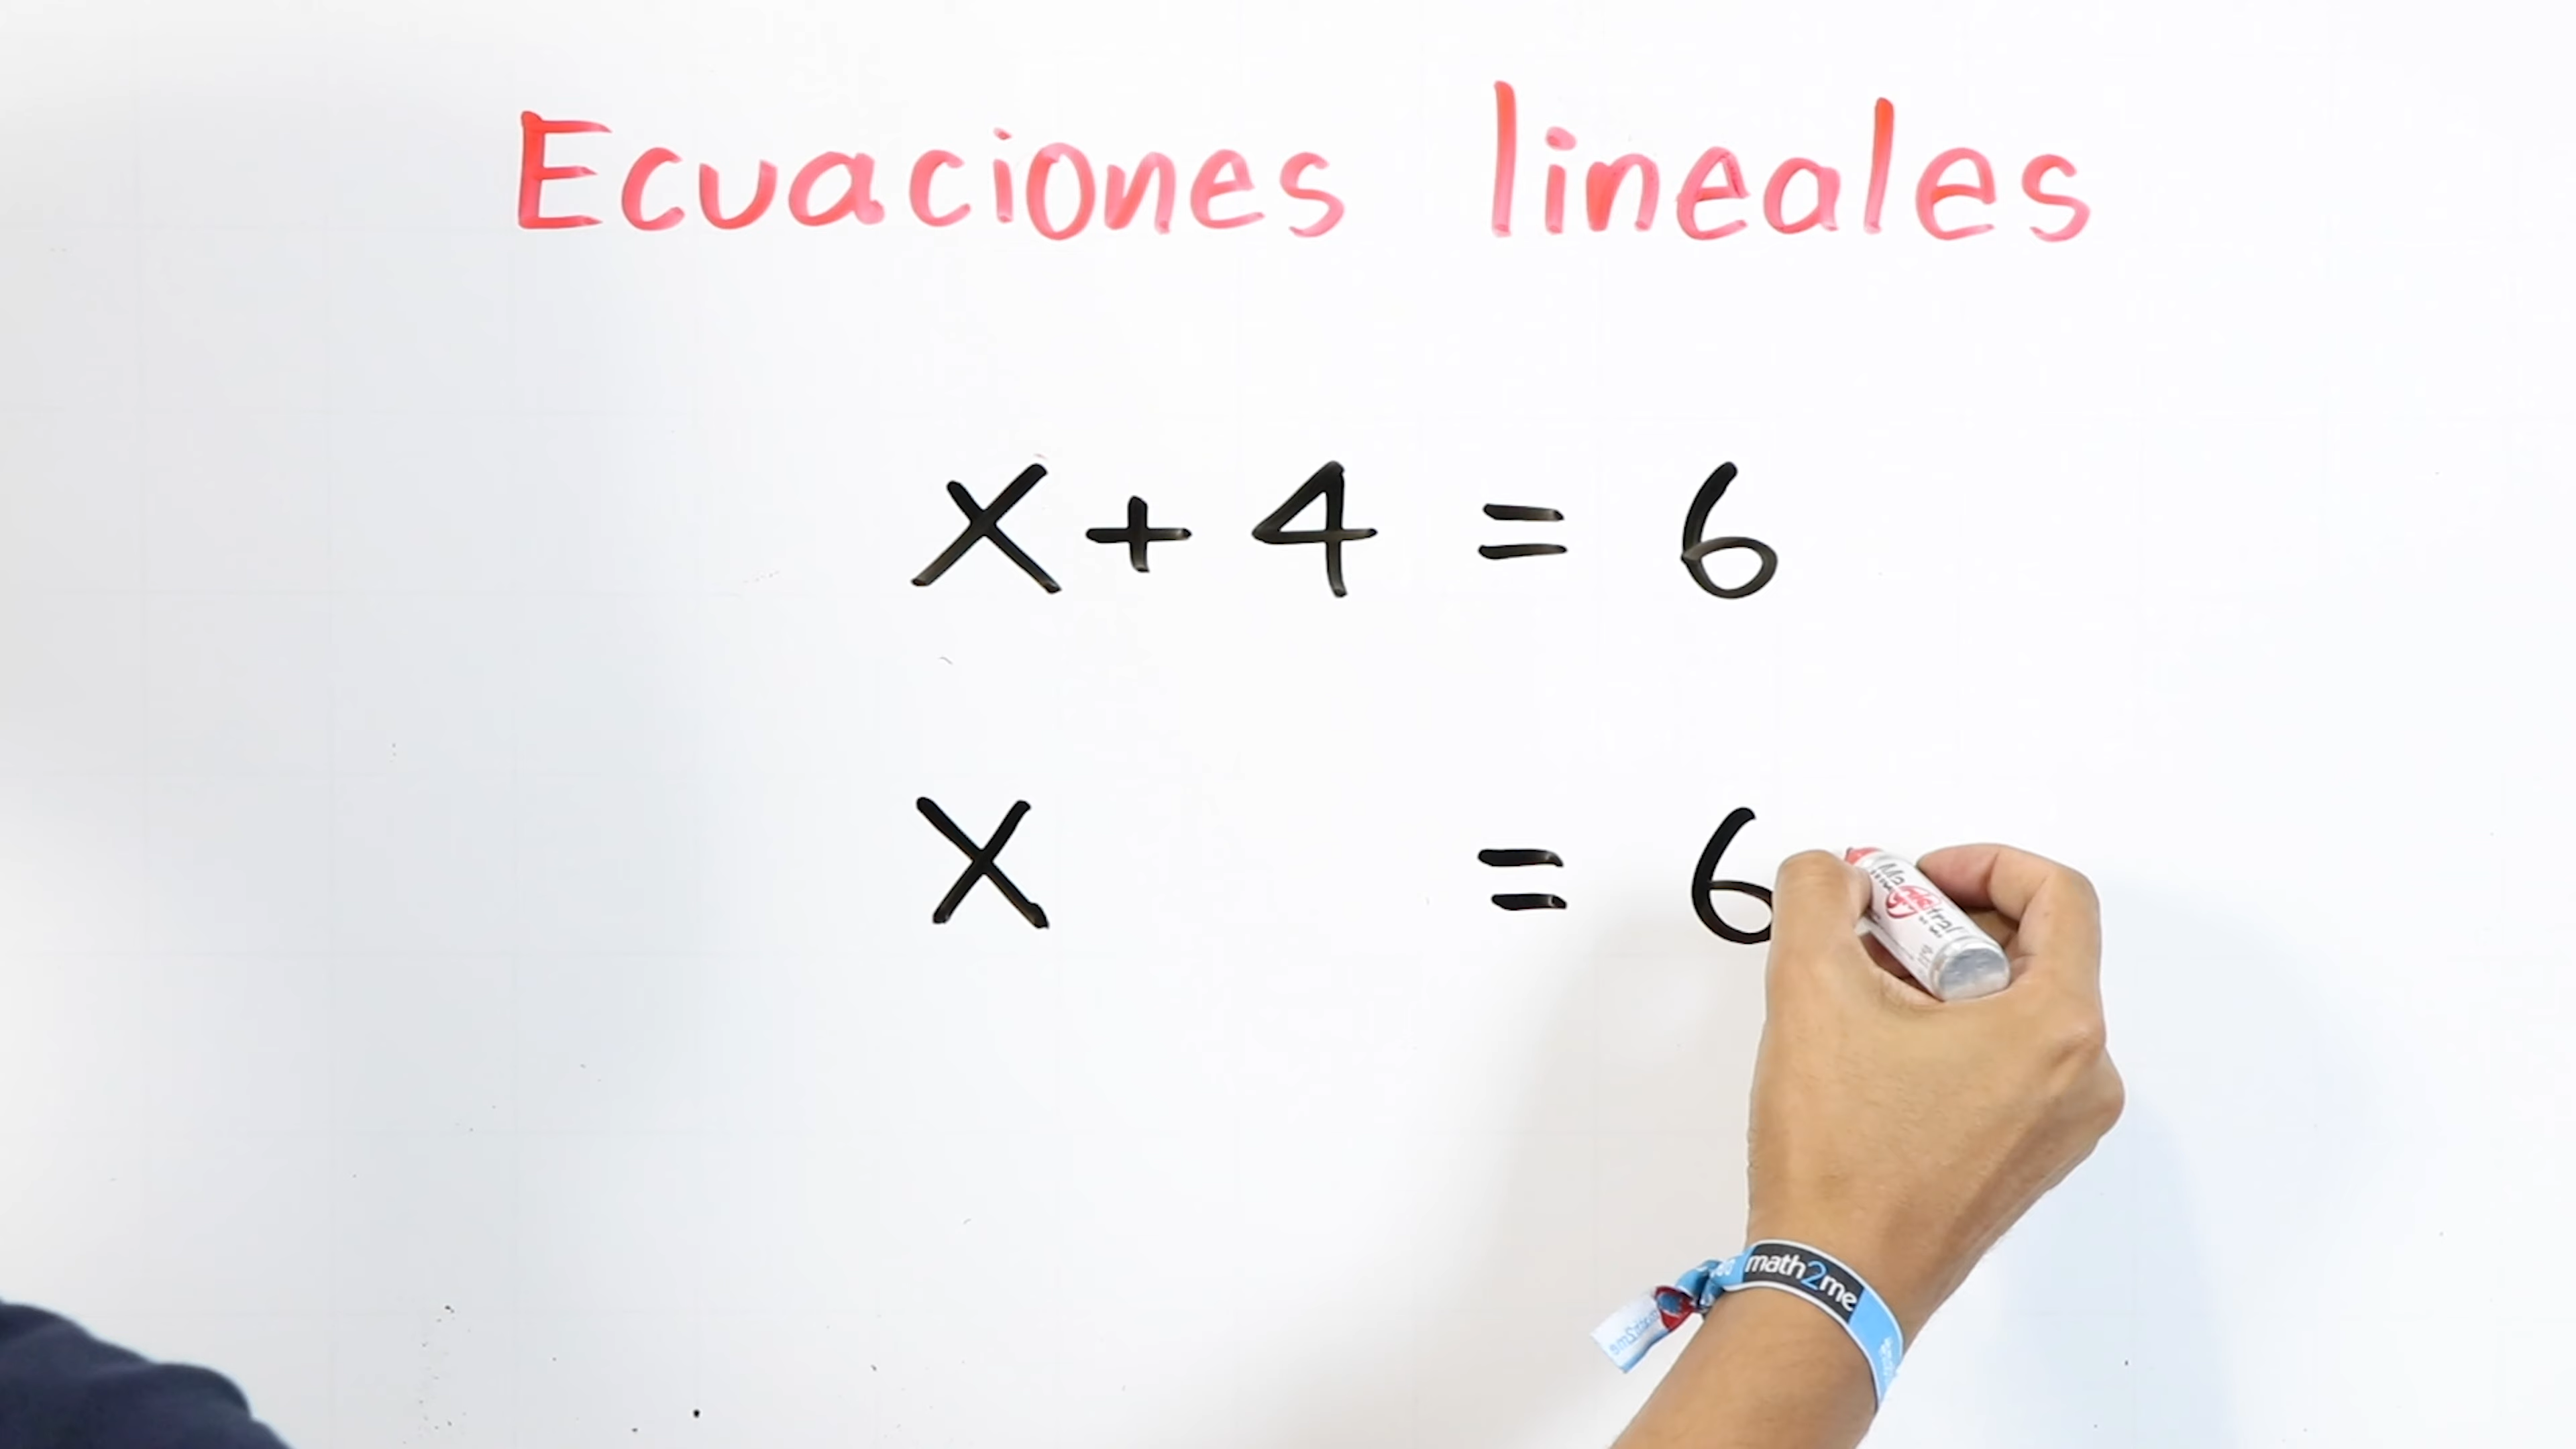 Ecuaciones lineales
x + 4 = 6
x = 6
math2me